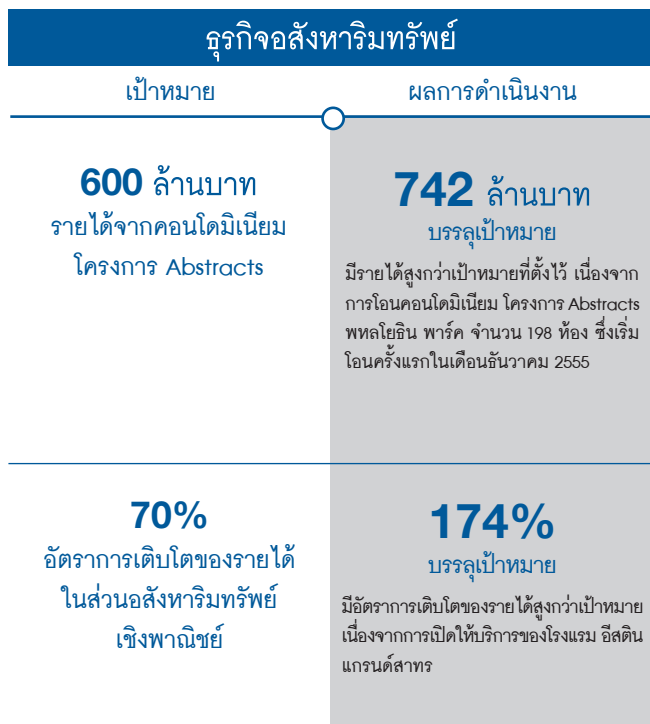 ธุรกิจอสังหาริมทรัพย์
เป้าหมาย
ผลการดำเนินงาน
600 ล้านบาท
รายได้จากคอนโดมิเนียม
โครงการ Abstracts
742 ล้านบาท
บรรลุเป้าหมาย
มีรายได้สูงกว่าเป้าหมายที่ตั้งไว้ เนื่องจาก
การโอนคอนโดมิเนียม โครงการ Abstracts
พหลโยธิน พาร์ค จำนวน 198 ห้อง ซึ่งเริ่ม
โอนครั้งแรกในเดือนธันวาคม 2555
70%
อัตราการเติบโตของรายได้
ในส่วนอสังหาริมทรัพย์
เชิงพาณิชย์
174%
บรรลุเป้าหมาย
มีอัตราการเติบโตของรายได้สูงกว่าเป้าหมาย
เนื่องจากการเปิดให้บริการของโรงแรม อีสติน
แกรนด์สาทร